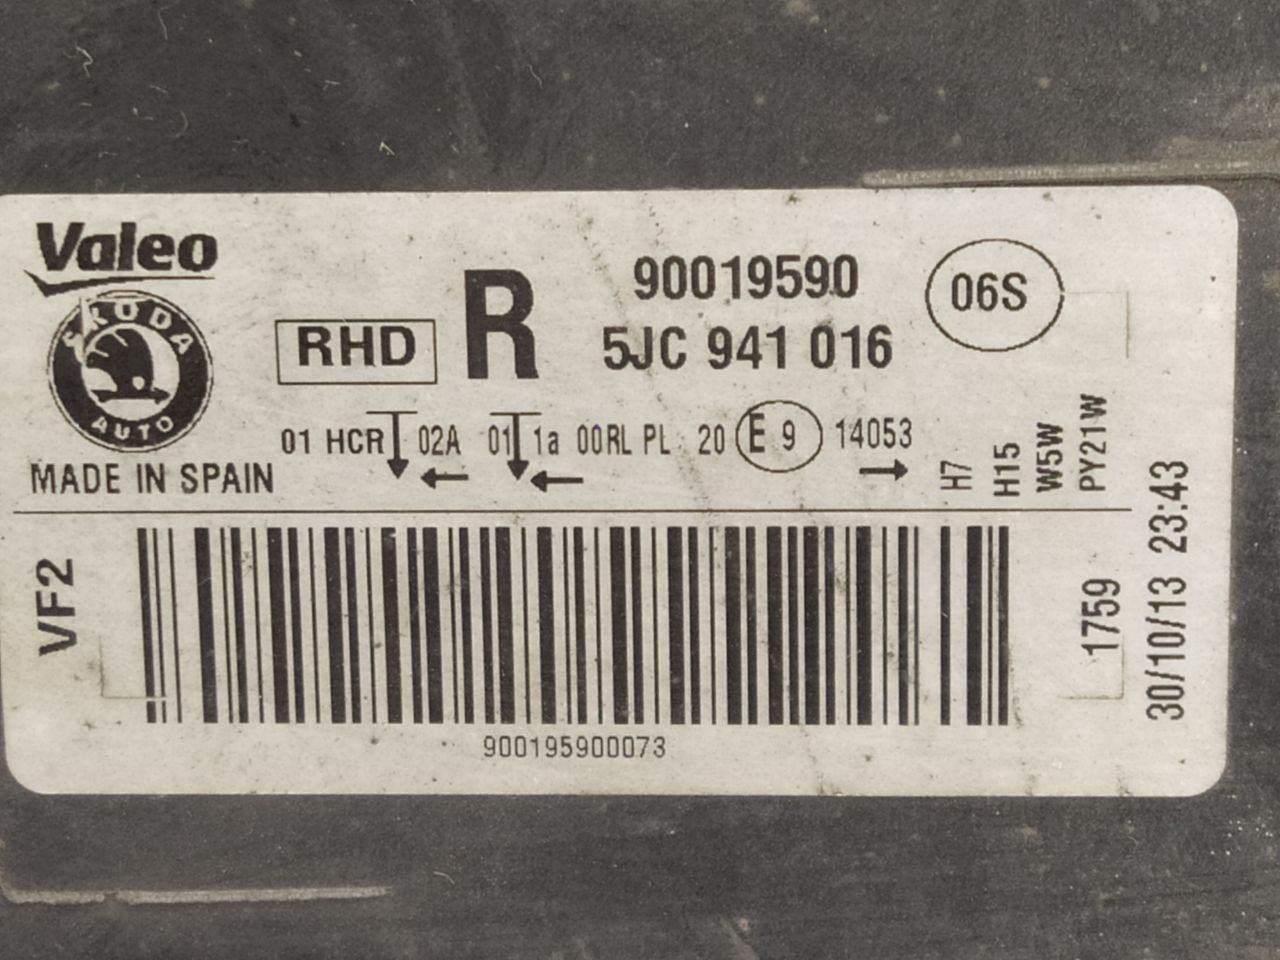 Valeo
ŠKODA
AUTO
RHD
R
90019590
5JC 941 016
06S
01 HCR 02A 01 1a 00RL PL 20 E 9 14053
MADE IN SPAIN
H7
H15
W5W
PY21W
VF2
1759
30/10/13 23:43
900195900073